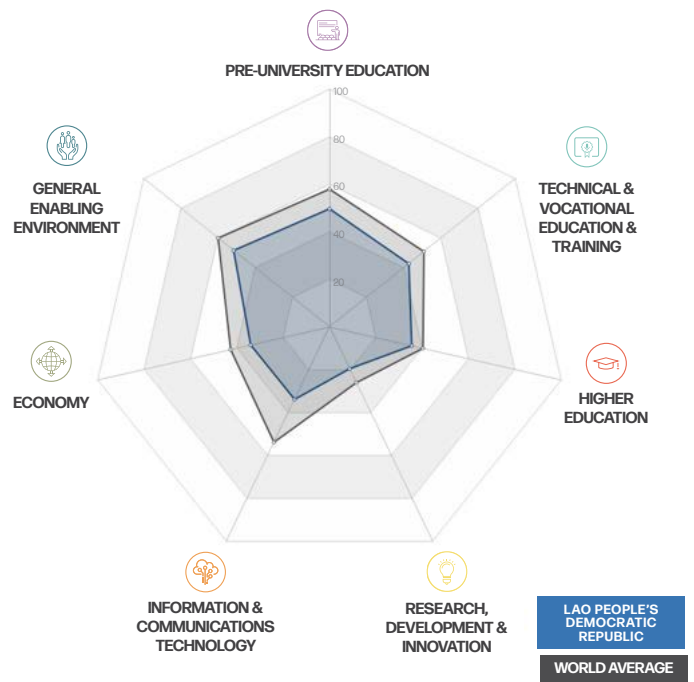 PRE-UNIVERSITY EDUCATION
100
80
60
40
20
TECHNICAL &
VOCATIONAL
EDUCATION &
TRAINING
HIGHER
EDUCATION
RESEARCH,
DEVELOPMENT &
INNOVATION
INFORMATION &
COMMUNICATIONS
TECHNOLOGY
ECONOMY
GENERAL
ENABLING
ENVIRONMENT
LAO PEOPLE'S
DEMOCRATIC
REPUBLIC
WORLD AVERAGE